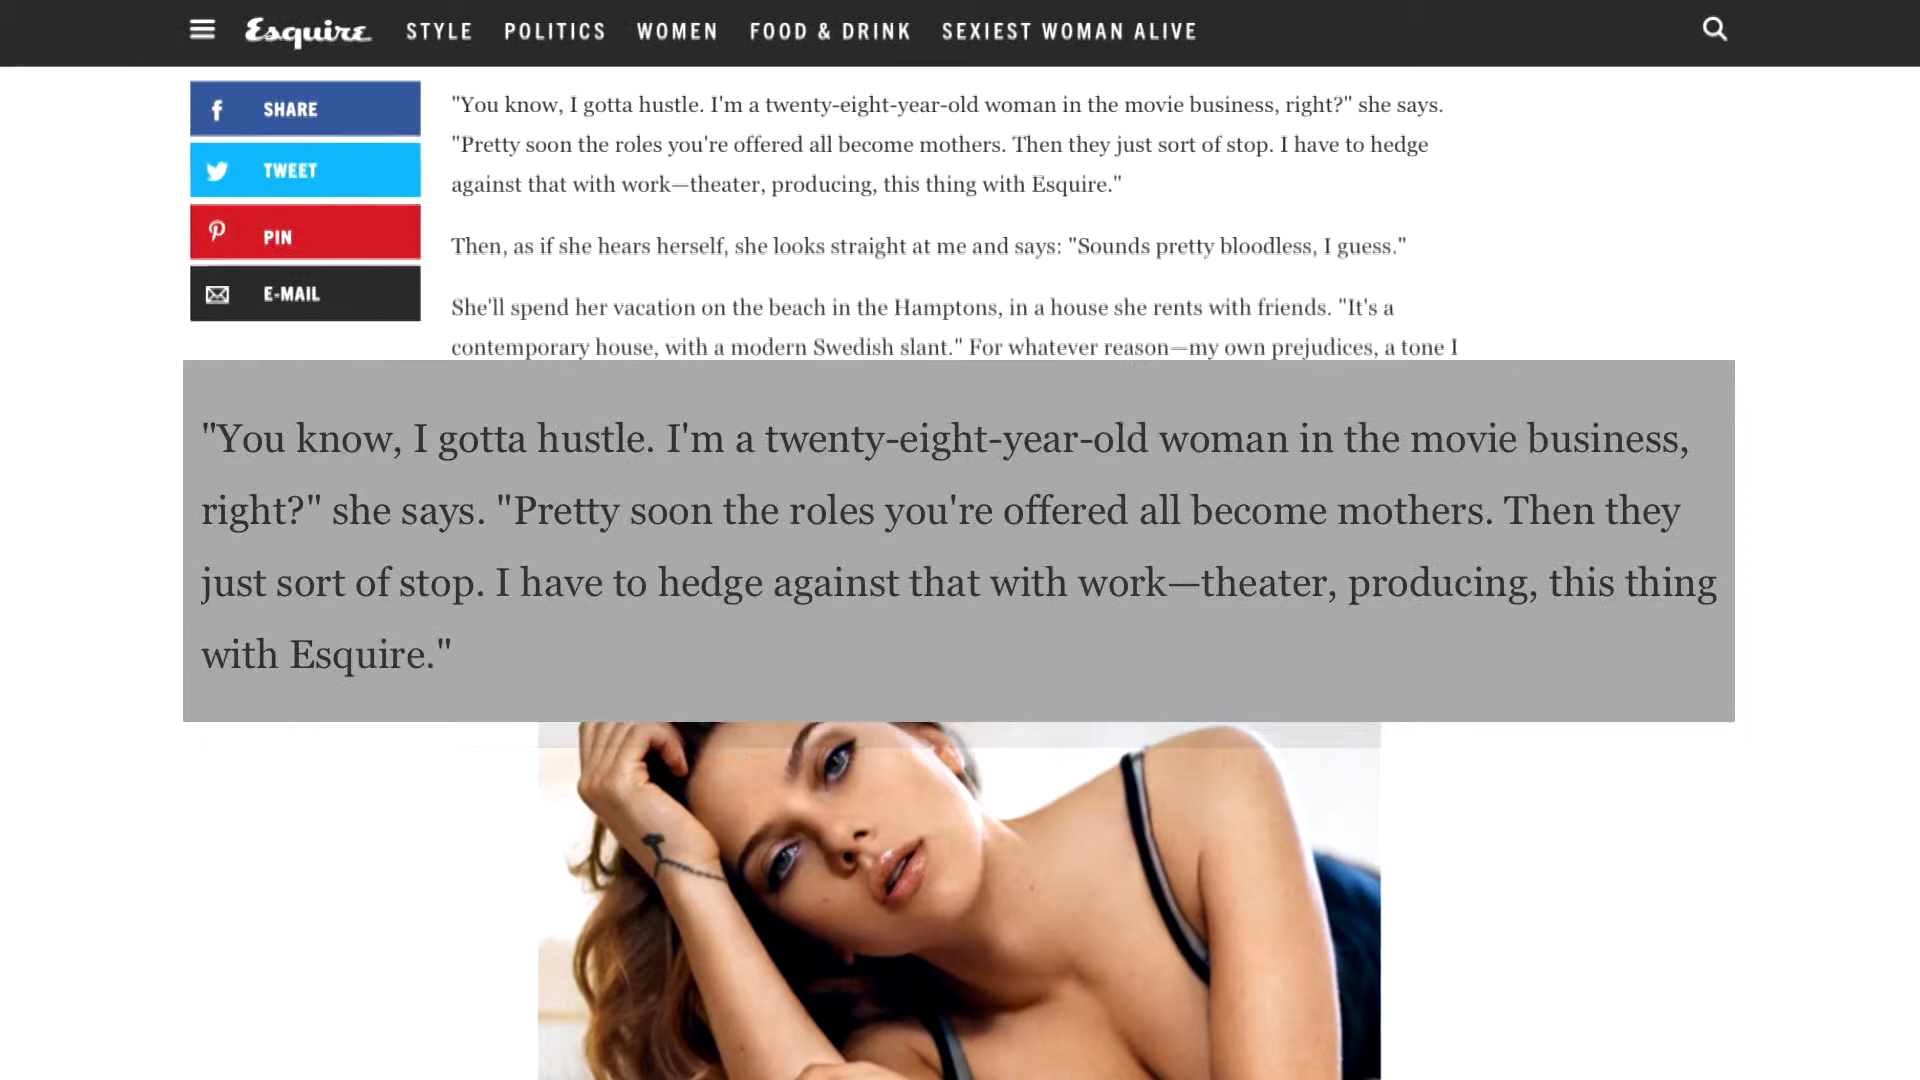 Esquire STYLE POLITICS WOMEN FOOD & DRINK SEXIEST WOMAN ALIVE
SHARE
TWEET
PIN
E-MAIL
"You know, I gotta hustle. I'm a twenty-eight-year-old woman in the movie business, right?" she says.
"Pretty soon the roles you're offered all become mothers. Then they just sort of stop. I have to hedge
against that with work—theater, producing, this thing with Esquire."
Then, as if she hears herself, she looks straight at me and says: "Sounds pretty bloodless, I guess."
She'll spend her vacation on the beach in the Hamptons, in a house she rents with friends. "It's a
contemporary house, with a modern Swedish slant." For whatever reason—my own prejudices, a tone I
"You know, I gotta hustle. I'm a twenty-eight-year-old woman in the movie business,
right?" she says. "Pretty soon the roles you're offered all become mothers. Then they
just sort of stop. I have to hedge against that with work—theater, producing, this thing
with Esquire."